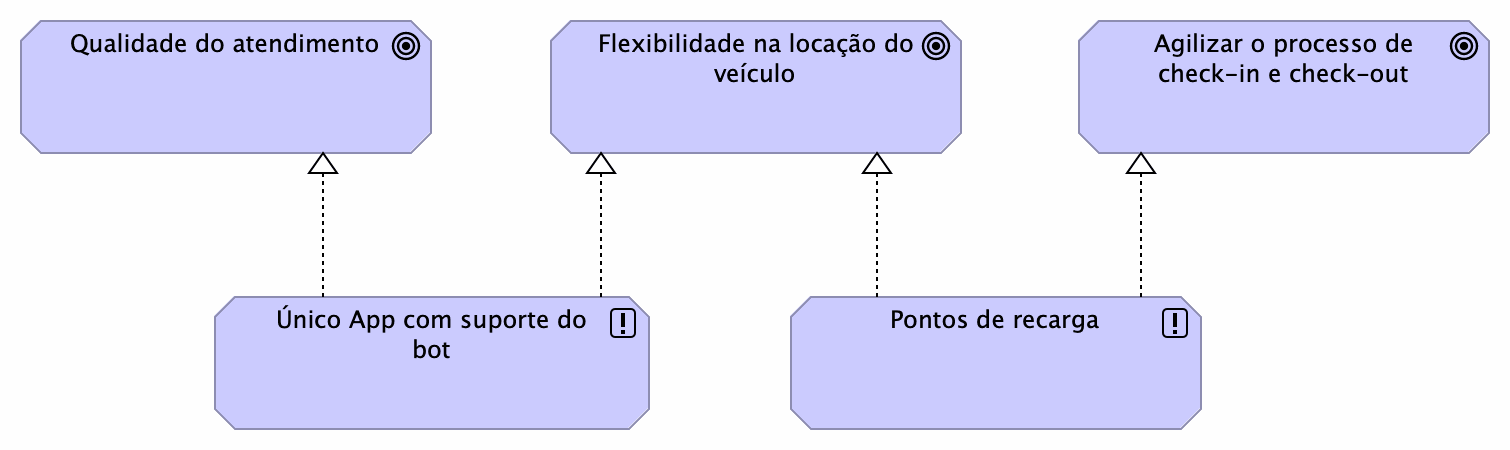 Qualidade do atendimento
Flexibilidade na locação do
veículo
Agilizar o processo de
check-in e check-out
Único App com suporte do
bot
Pontos de recarga